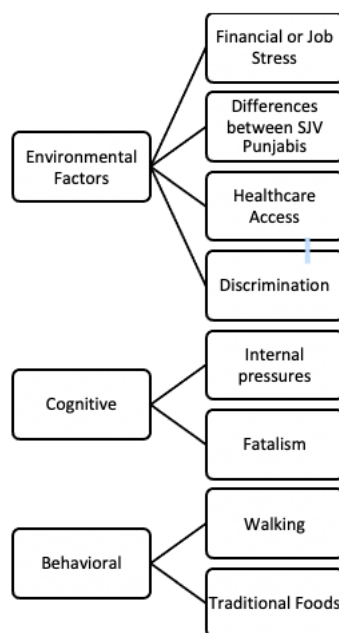 Financial or Job
Stress
Differences
between SJV
Punjabis
Environmental
Factors
Healthcare
Access
Discrimination
Internal
pressures
Cognitive
Fatalism
Walking
Behavioral
Traditional Foods